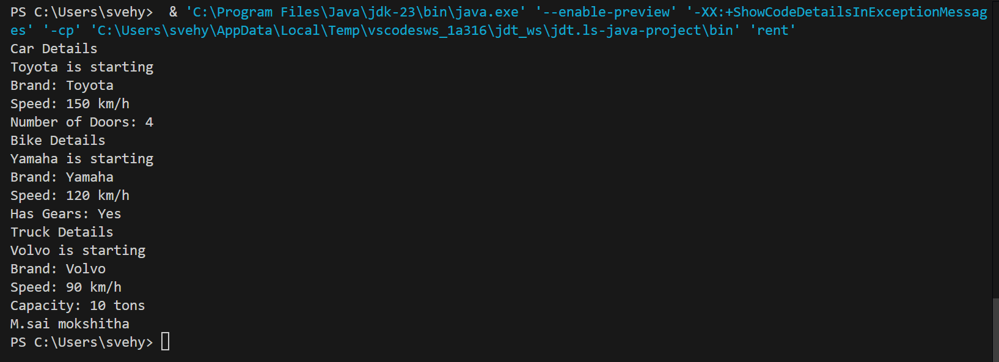 PS C:\Users\svehy>  & 'C:\Program Files\Java\jdk-23\bin\java.exe' '--enable-preview' '-XX:+ShowCodeDetailsInExceptionMessag
es' '-cp' 'C:\Users\svehy\AppData\Local\Temp\vscodesws_1a316\jdt_ws\jdt.ls-java-project\bin' 'rent'
Car Details
Toyota is starting
Brand: Toyota
Speed: 150 km/h
Number of Doors: 4
Bike Details
Yamaha is starting
Brand: Yamaha
Speed: 120 km/h
Has Gears: Yes
Truck Details
Volvo is starting
Brand: Volvo
Speed: 90 km/h
Capacity: 10 tons
M.sai mokshitha
PS C:\Users\svehy>